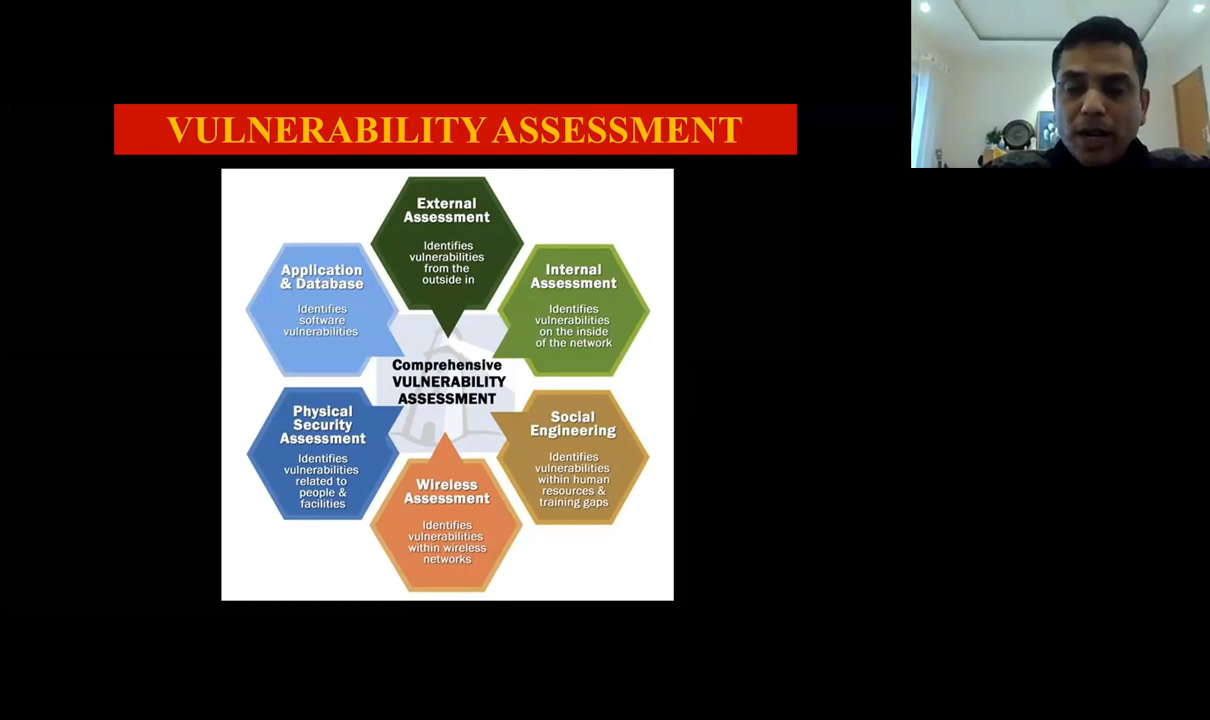 VULNERABILITY ASSESSMENT
External
Assessment
Identifies
vulnerabilities
from the
outside in
Internal
Assessment
Identifies
vulnerabilities
on the inside
of the network
Social
Engineering
Identifies
vulnerabilities
within human
resources &
training gaps
Wireless
Assessment
Identifies
vulnerabilities
within wireless
networks
Physical
Security
Assessment
Identifies
vulnerabilities
related to
people &
facilities
Application
& Database
Identifies
software
vulnerabilities
Comprehensive
VULNERABILITY
ASSESSMENT